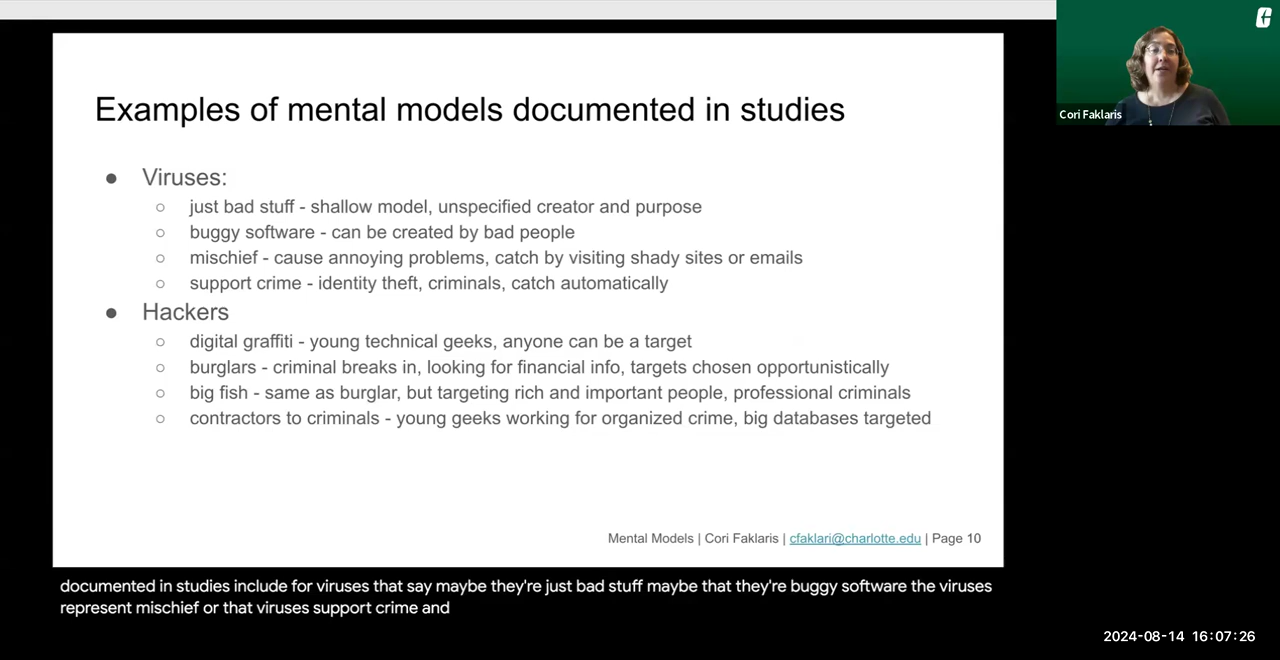 Cori Faklaris
Examples of mental models documented in studies
● Viruses:
○ just bad stuff - shallow model, unspecified creator and purpose
○ buggy software - can be created by bad people
○ mischief - cause annoying problems, catch by visiting shady sites or emails
○ support crime - identity theft, criminals, catch automatically
● Hackers
○ digital graffiti - young technical geeks, anyone can be a target
○ burglars - criminal breaks in, looking for financial info, targets chosen opportunistically
○ big fish - same as burglar, but targeting rich and important people, professional criminals
○ contractors to criminals - young geeks working for organized crime, big databases targeted
Mental Models | Cori Faklaris | cfaklari@charlotte.edu | Page 10
documented in studies include for viruses that say maybe they're just bad stuff maybe that they're buggy software the viruses
represent mischief or that viruses support crime and
2024-08-14 16:07:26